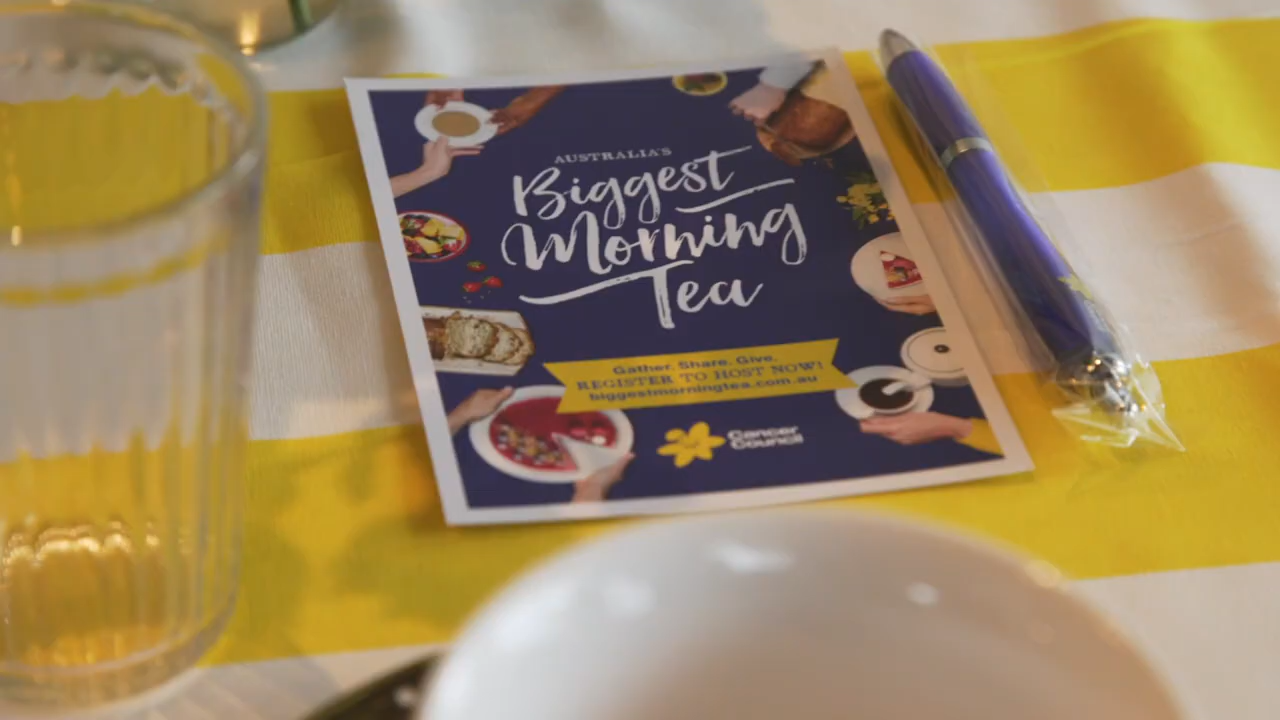 AUSTRALIA'S
Biggest
Morning
Tea
Gather. Share. Give.
REGISTER TO HOST NOW!
biggestmorningtea.com.au
Cancer
Council